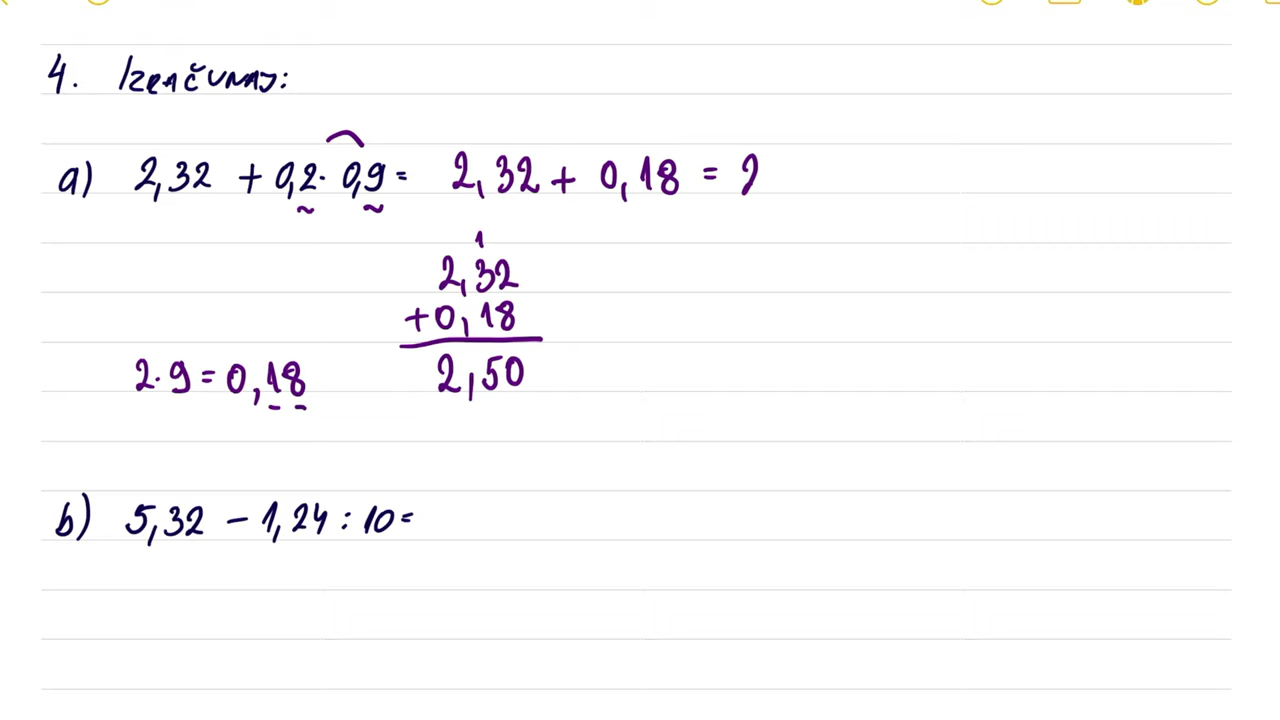 4. Izračunaj:
a) 2,32 + 0,2 · 0,9 = 2,32 + 0,18 = 2
1
2,32
+0,18
2,50
2 · 9 = 0,18
b) 5,32 - 1,24 : 10 =